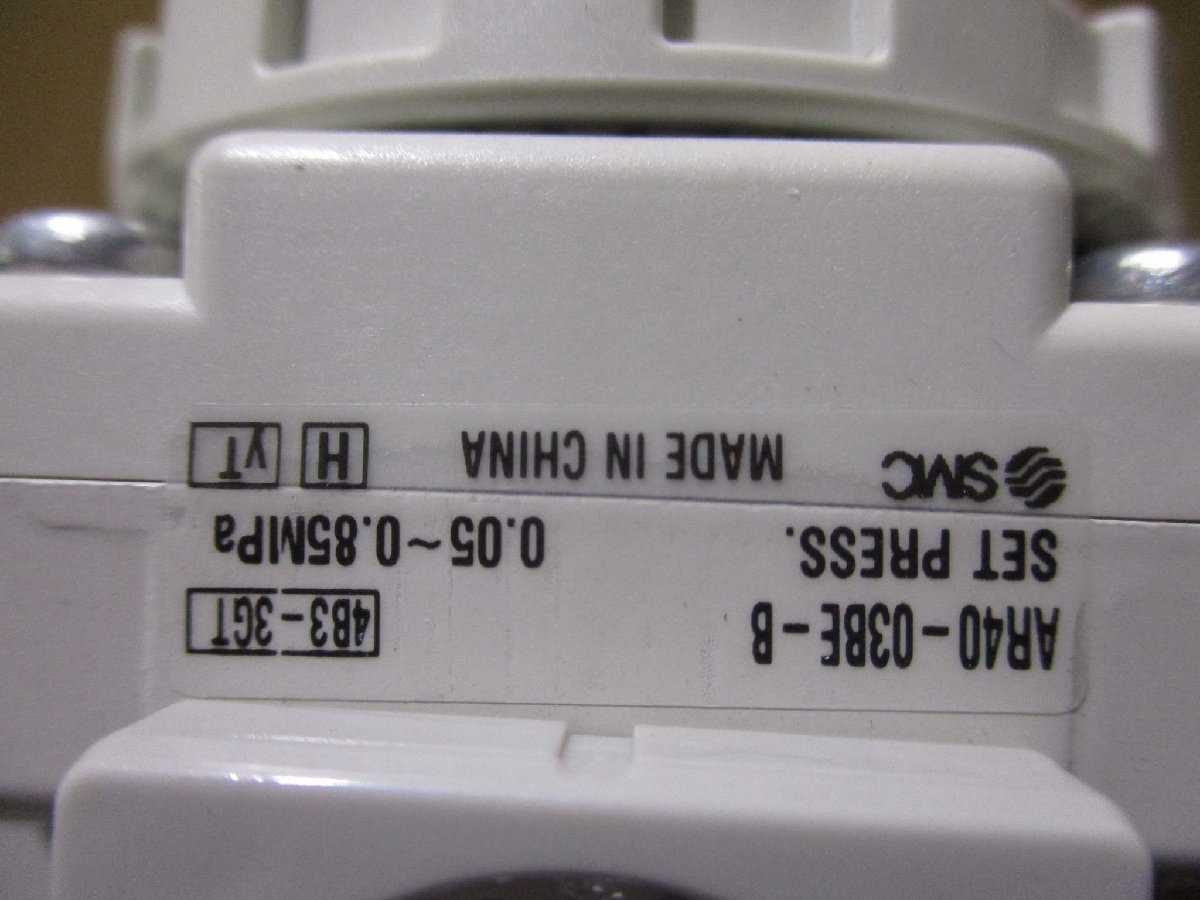 AR40-03BE-B 4B3-3GT
SET PRESS. 0.05~0.85MPa
SMC MADE IN CHINA H yT